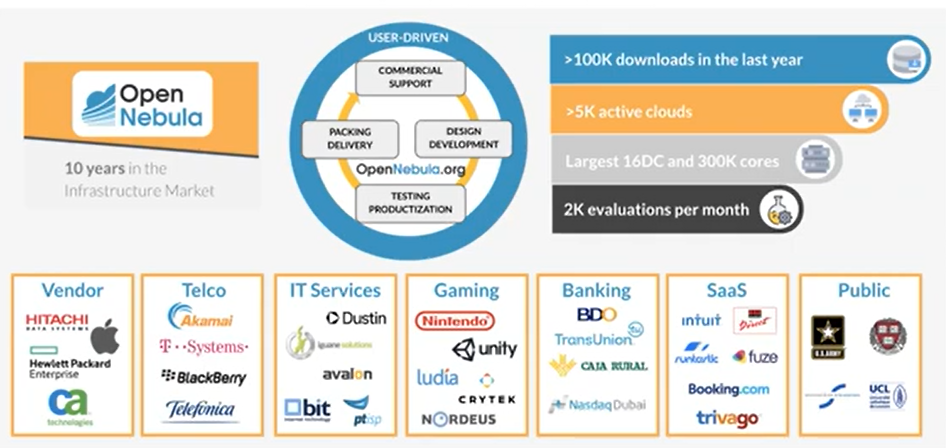 Open
Nebula
10 years in the
Infrastructure Market
USER-DRIVEN
COMMERCIAL
SUPPORT
PACKING
DELIVERY
DESIGN
DEVELOPMENT
OpenNebula.org
TESTING
PRODUCTIZATION
>100K downloads in the last year
>5K active clouds
Largest 16DC and 300K cores
2K evaluations per month
Vendor
HITACHI
DATA SYSTEMS
Hewlett Packard
Enterprise
ca
technologies
Telco
Akamai
T··Systems·
BlackBerry
Telefónica
IT Services
Dustin
iguane solutions
avalon
bit
internet technology
ptisp
Gaming
Nintendo
unity
ludia
CRYTEK
NORDEUS
Banking
BDO
TransUnion
CAJA RURAL
Nasdaq Dubai
SaaS
intuit
Direct
runtastic
fuze
Booking.com
trivago
Public
U.S. ARMY
UCL